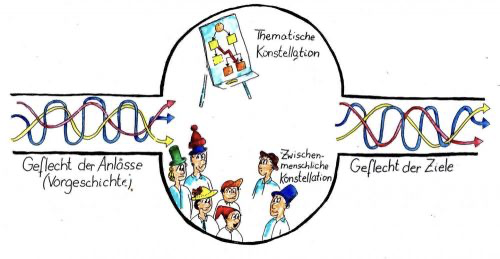 Thematische
Konstellation
Geflecht der Anlässe
(Vorgeschichte)
Zwischen-
menschliche
Konstellation
Geflecht der Ziele